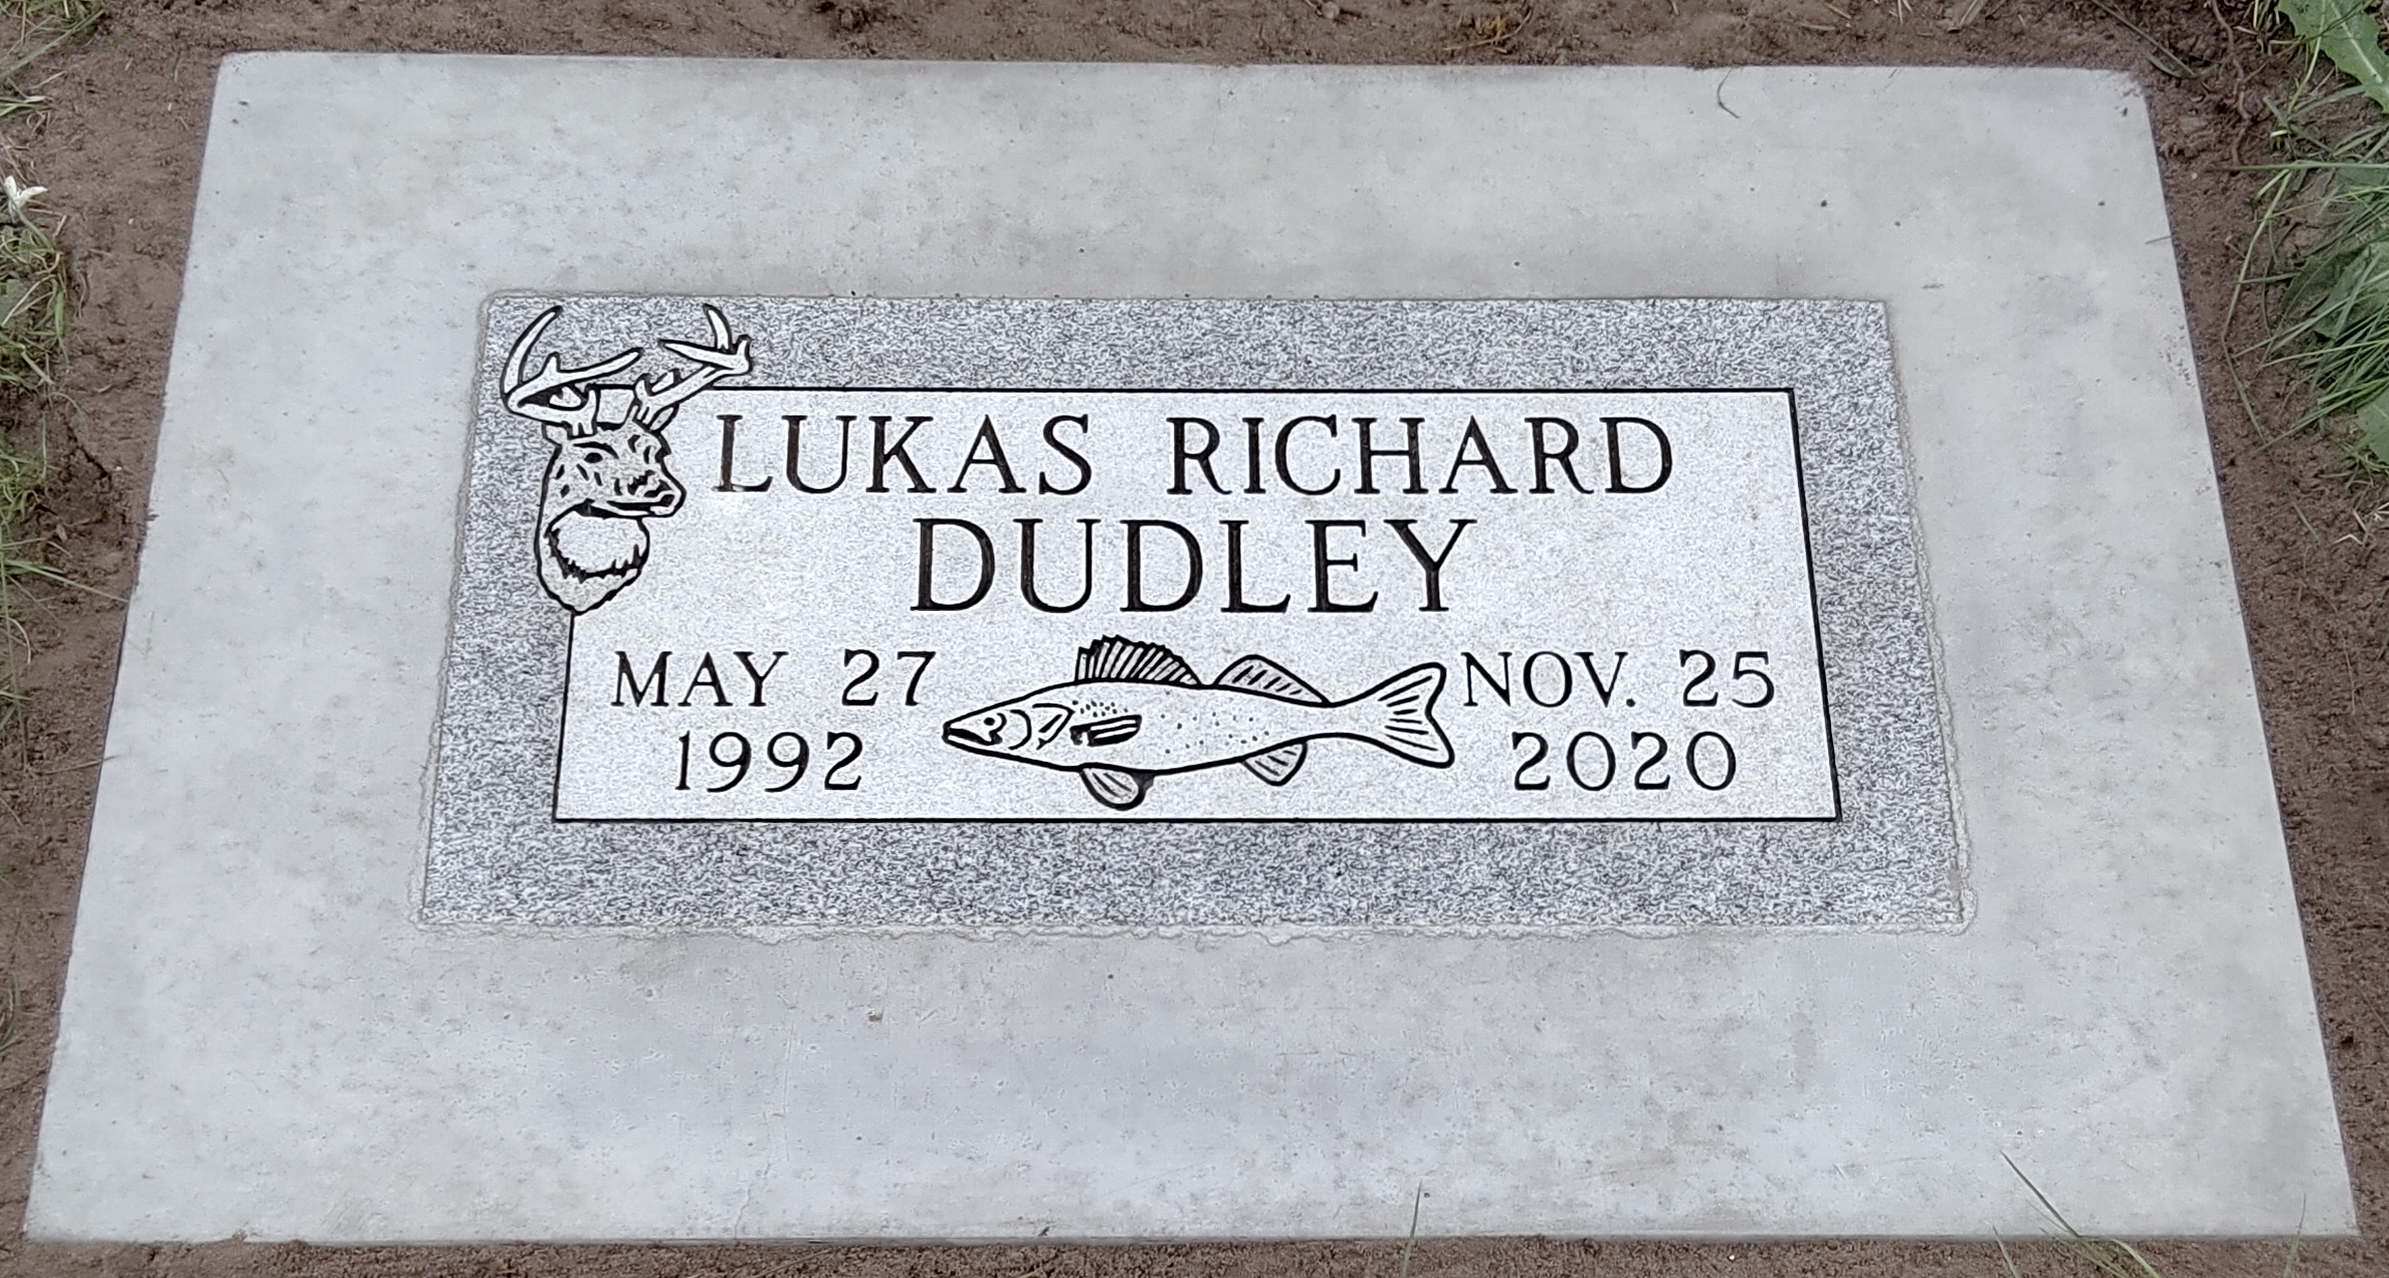 LUKAS RICHARD
DUDLEY
MAY 27
1992
NOV. 25
2020